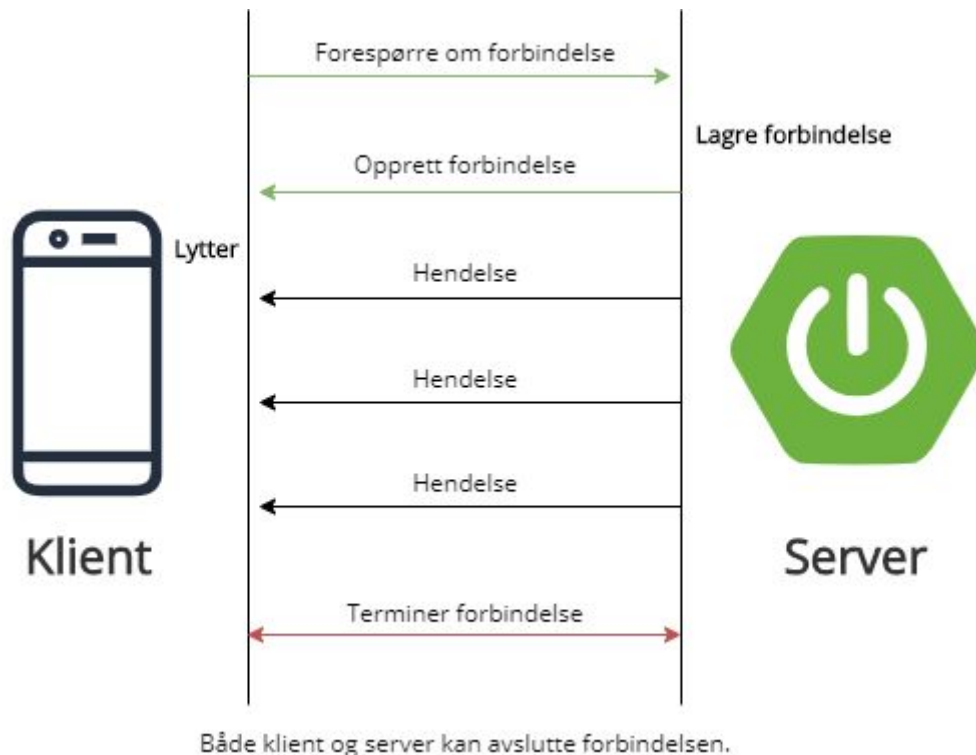 Forespørre om forbindelse
Lagre forbindelse
Opprett forbindelse
Lytter
Hendelse
Hendelse
Hendelse
Klient
Server
Terminer forbindelse
Både klient og server kan avslutte forbindelsen.